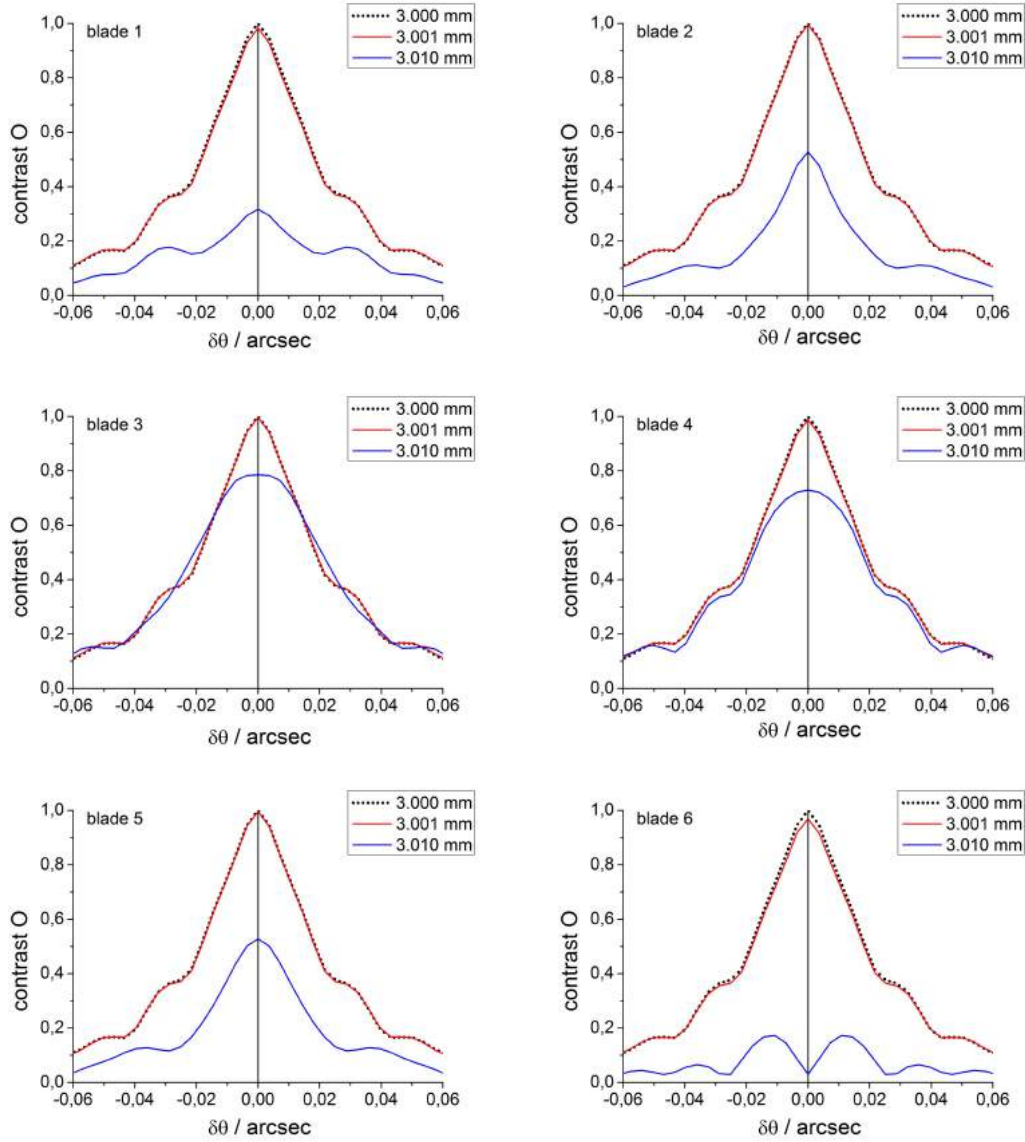 blade 1
3.000 mm
3.001 mm
3.010 mm
contrast O
1,0
0,8
0,6
0,4
0,2
0,0
-0,06 -0,04 -0,02 0,00 0,02 0,04 0,06
δθ / arcsec
blade 2
3.000 mm
3.001 mm
3.010 mm
contrast O
1,0
0,8
0,6
0,4
0,2
0,0
-0,06 -0,04 -0,02 0,00 0,02 0,04 0,06
δθ / arcsec
blade 3
3.000 mm
3.001 mm
3.010 mm
contrast O
1,0
0,8
0,6
0,4
0,2
0,0
-0,06 -0,04 -0,02 0,00 0,02 0,04 0,06
δθ / arcsec
blade 4
3.000 mm
3.001 mm
3.010 mm
contrast O
1,0
0,8
0,6
0,4
0,2
0,0
-0,06 -0,04 -0,02 0,00 0,02 0,04 0,06
δθ / arcsec
blade 5
3.000 mm
3.001 mm
3.010 mm
contrast O
1,0
0,8
0,6
0,4
0,2
0,0
-0,06 -0,04 -0,02 0,00 0,02 0,04 0,06
δθ / arcsec
blade 6
3.000 mm
3.001 mm
3.010 mm
contrast O
1,0
0,8
0,6
0,4
0,2
0,0
-0,06 -0,04 -0,02 0,00 0,02 0,04 0,06
δθ / arcsec